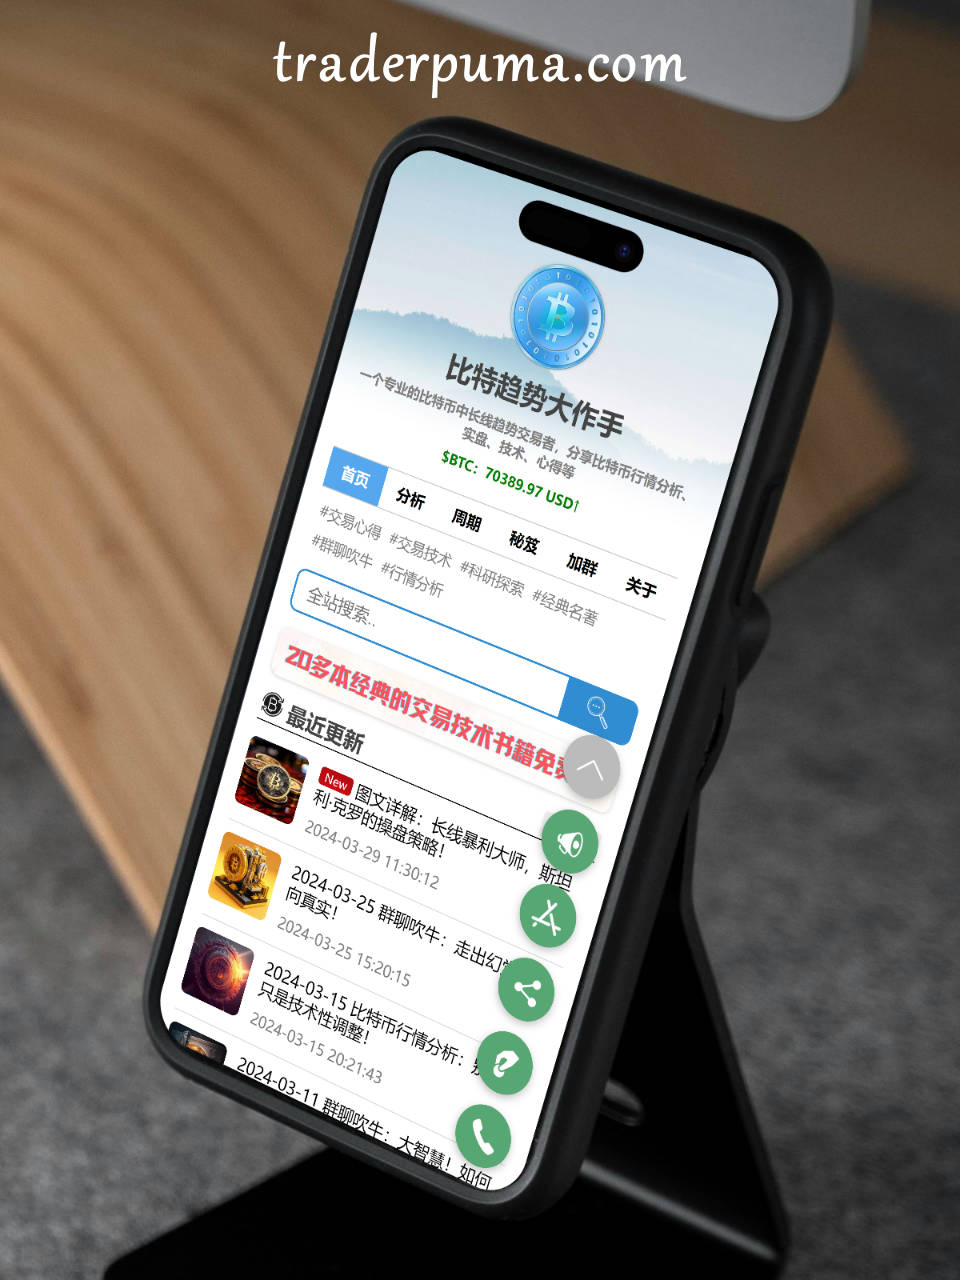 traderpuma.com
比特趋势大作手
一个专业的比特币中长线趋势交易者，分享比特币行情分析、
实盘、技术、心得等
$BTC：70389.97 USD↑
首页 分析 周期 秘笈 加群 关于
#交易心得 #交易技术 #科研探索 #经典名著
#群聊吹牛 #行情分析
全站搜索..
20多本经典的交易技术书籍免
最近更新
New 图文详解：长线暴利大师，斯坦
利·克罗的操盘策略！
2024-03-29 11:30:12
2024-03-25 群聊吹牛：走出幻
向真实！
2024-03-25 15:20:15
2024-03-15 比特币行情分析：
只是技术性调整！
2024-03-15 20:21:43
2024-03-11 群聊吹牛：大智慧！如何